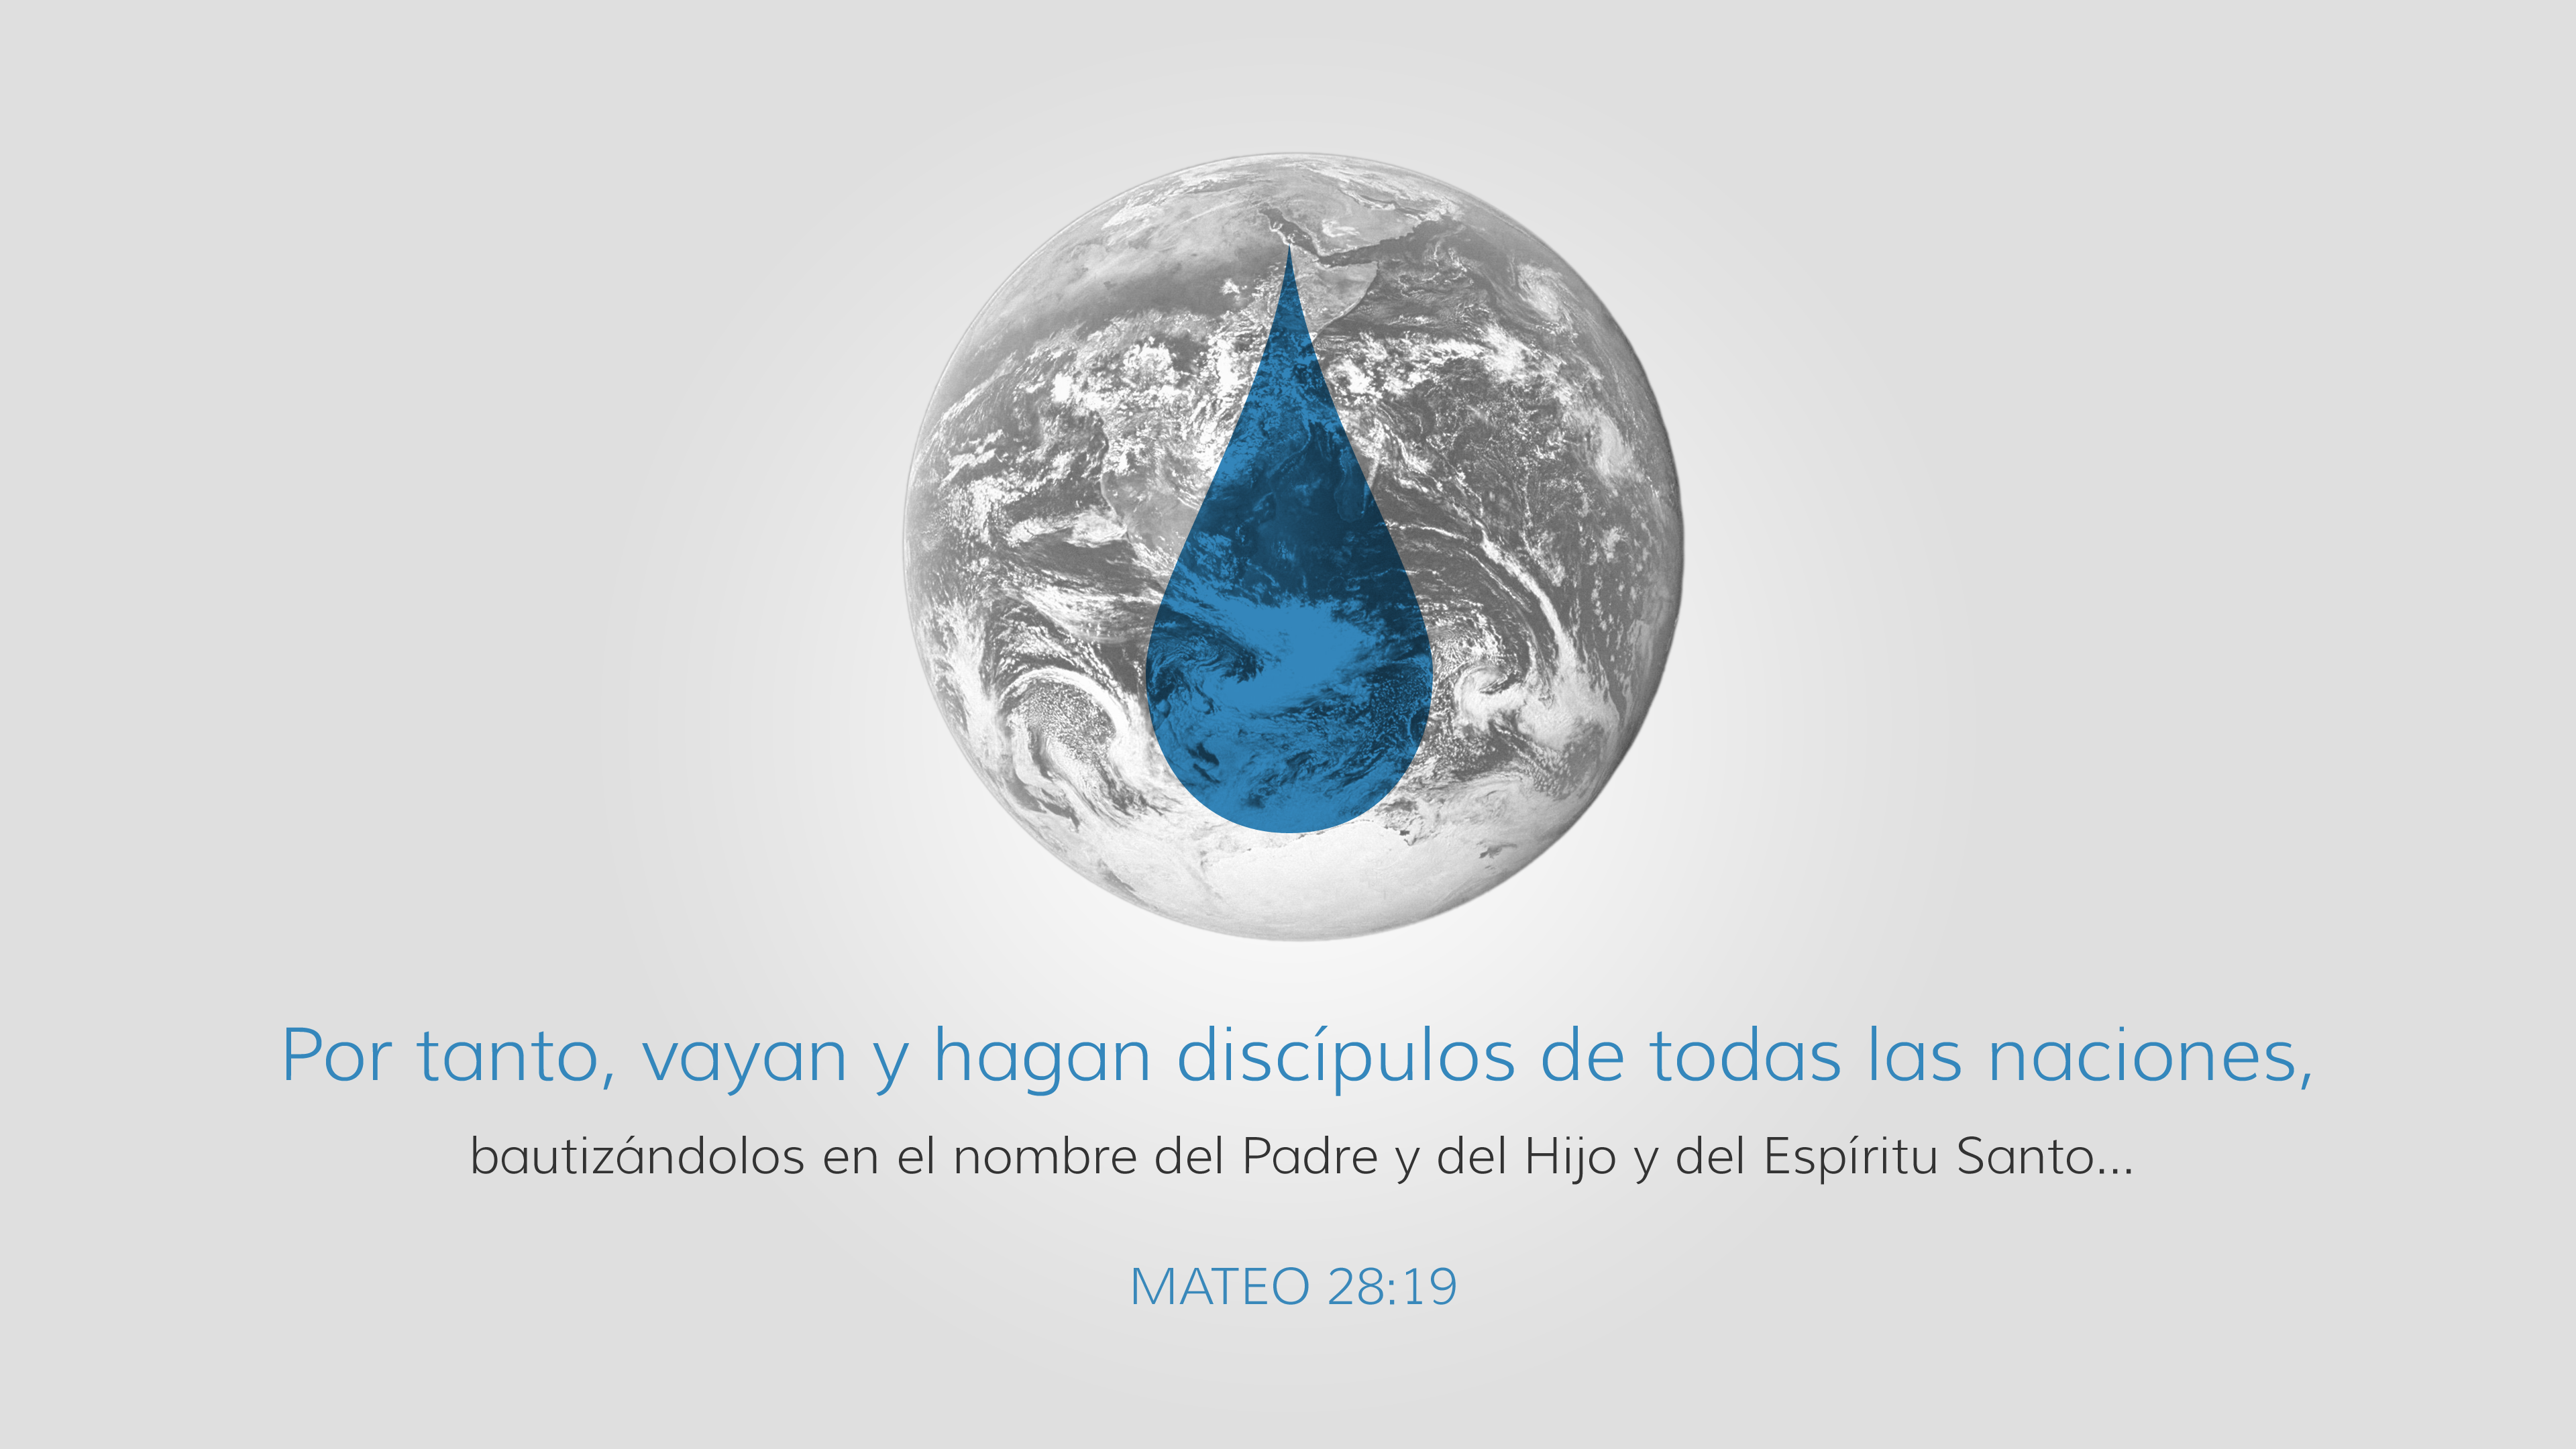 Por tanto, vayan y hagan discípulos de todas las naciones,
bautizándolos en el nombre del Padre y del Hijo y del Espíritu Santo...
MATEO 28:19